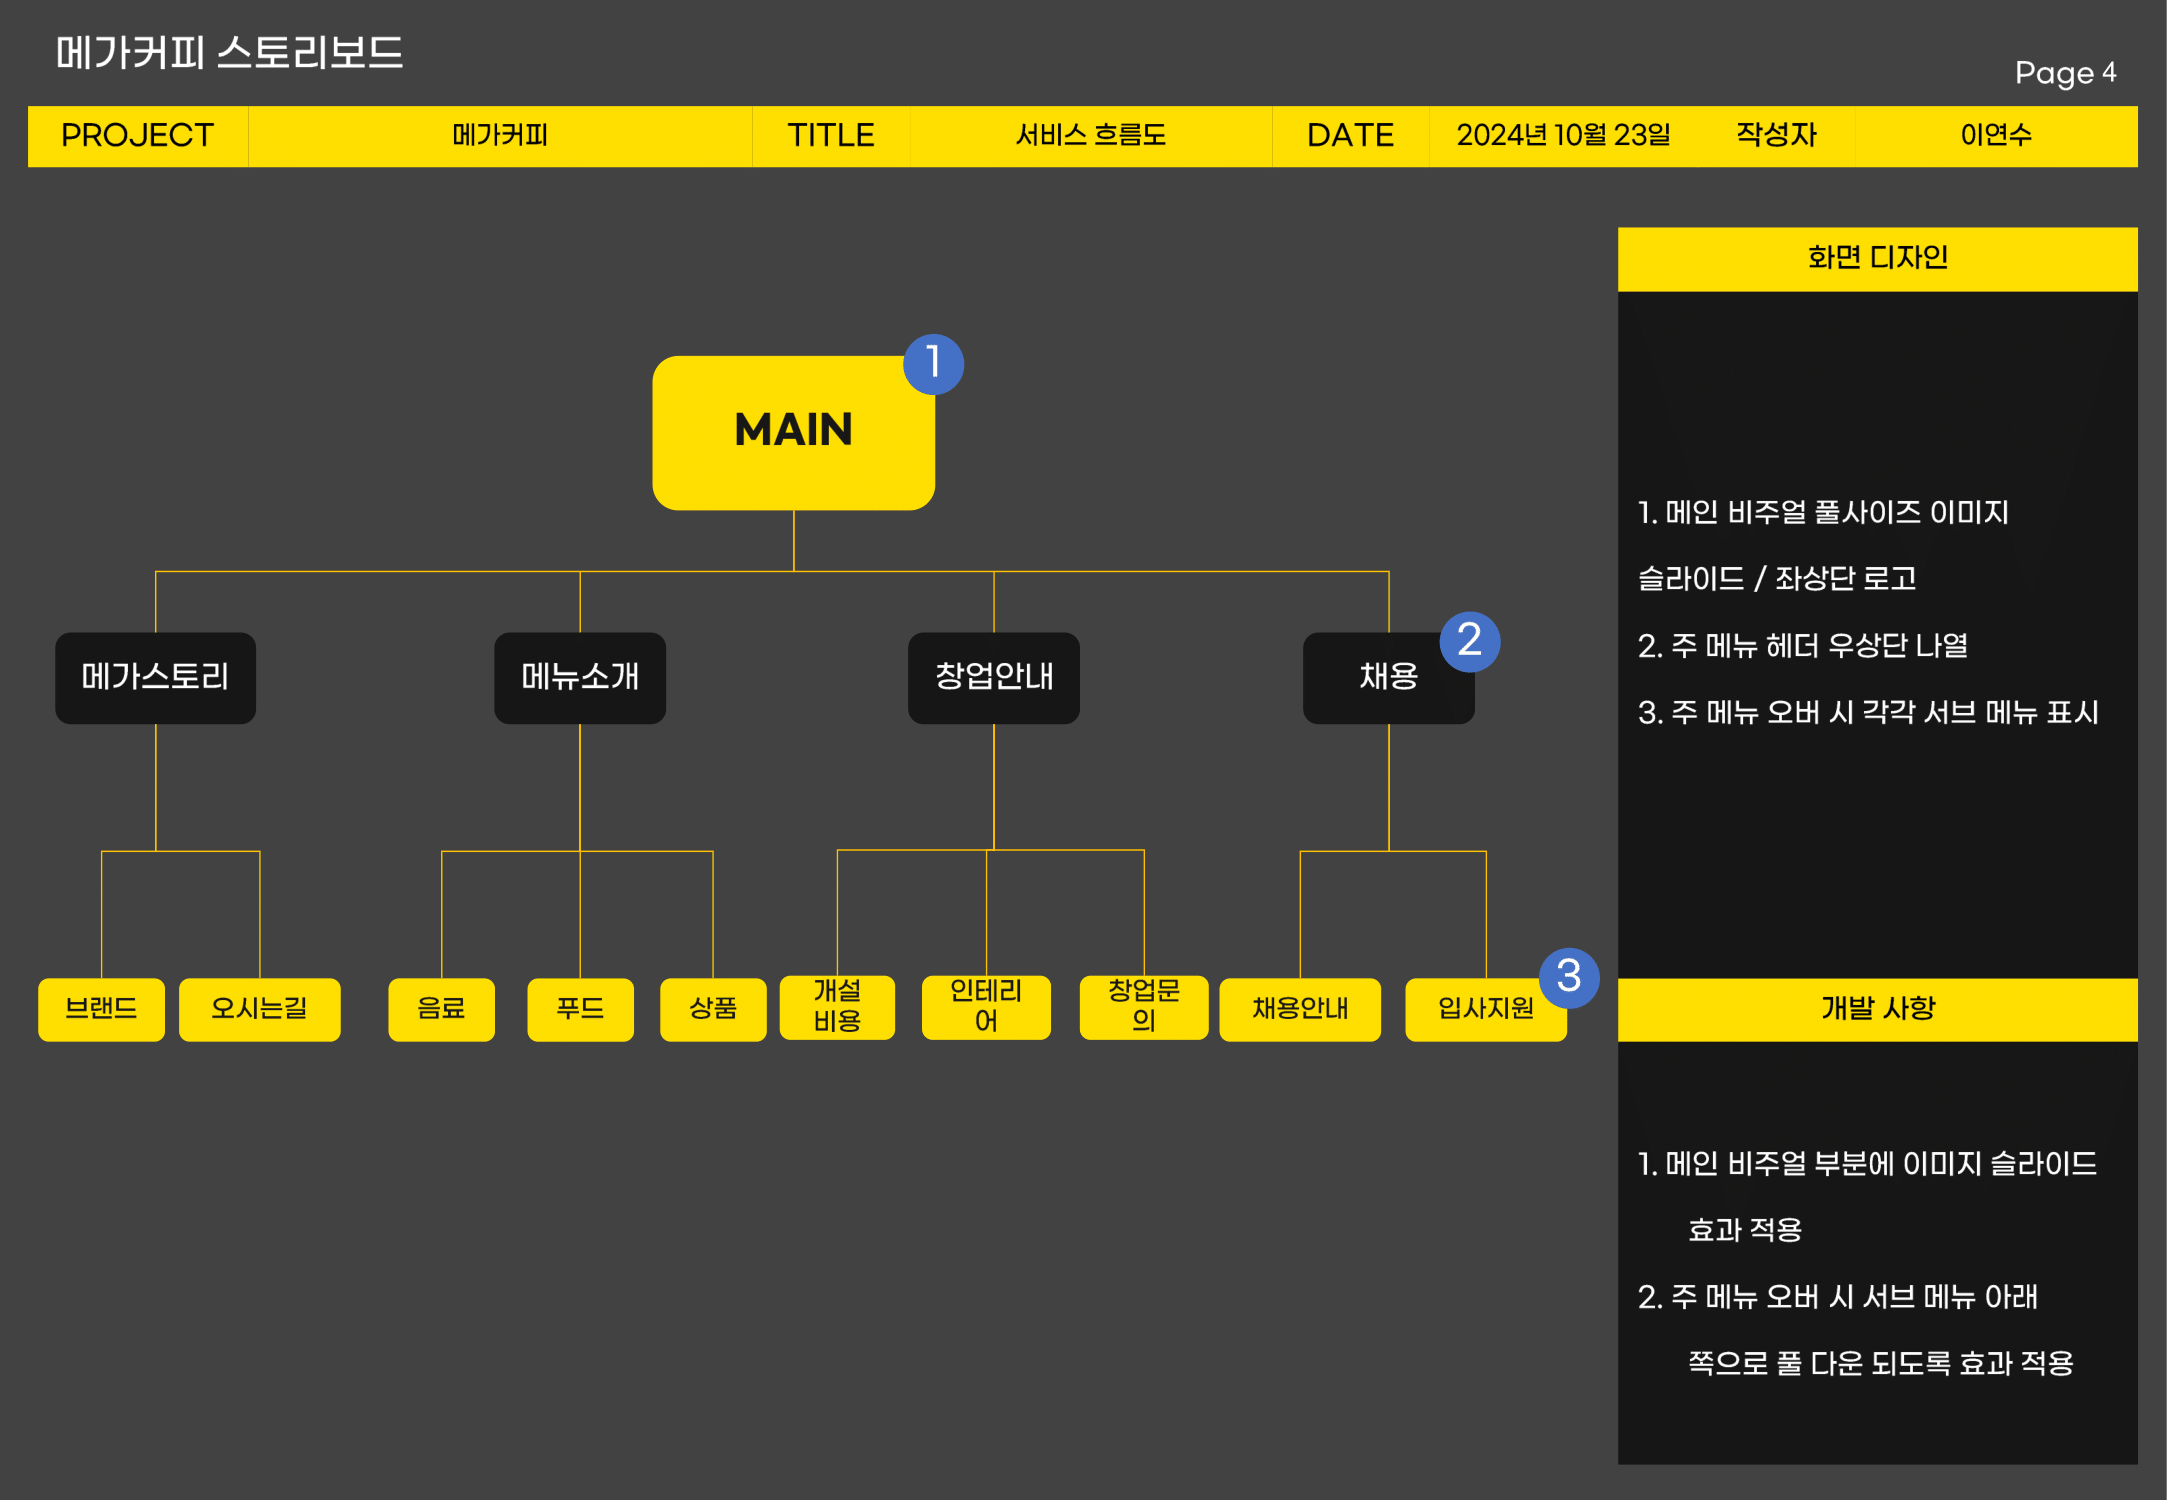 메가커피 스토리보드
Page 4
PROJECT 메가커피 TITLE 서비스 흐름도 DATE 2024년 10월 23일 작성자 이연수
1
MAIN
메가스토리 메뉴소개 창업안내 채용
2
브랜드 오시는길 음료 푸드 상품
개설
비용
인테리
어
창업문
의
채용안내 입사지원
3
화면 디자인
1. 메인 비주얼 풀사이즈 이미지
슬라이드 / 좌상단 로고
2. 주 메뉴 헤더 우상단 나열
3. 주 메뉴 오버 시 각각 서브 메뉴 표시
개발 사항
1. 메인 비주얼 부분에 이미지 슬라이드
효과 적용
2. 주 메뉴 오버 시 서브 메뉴 아래
쪽으로 풀 다운 되도록 효과 적용